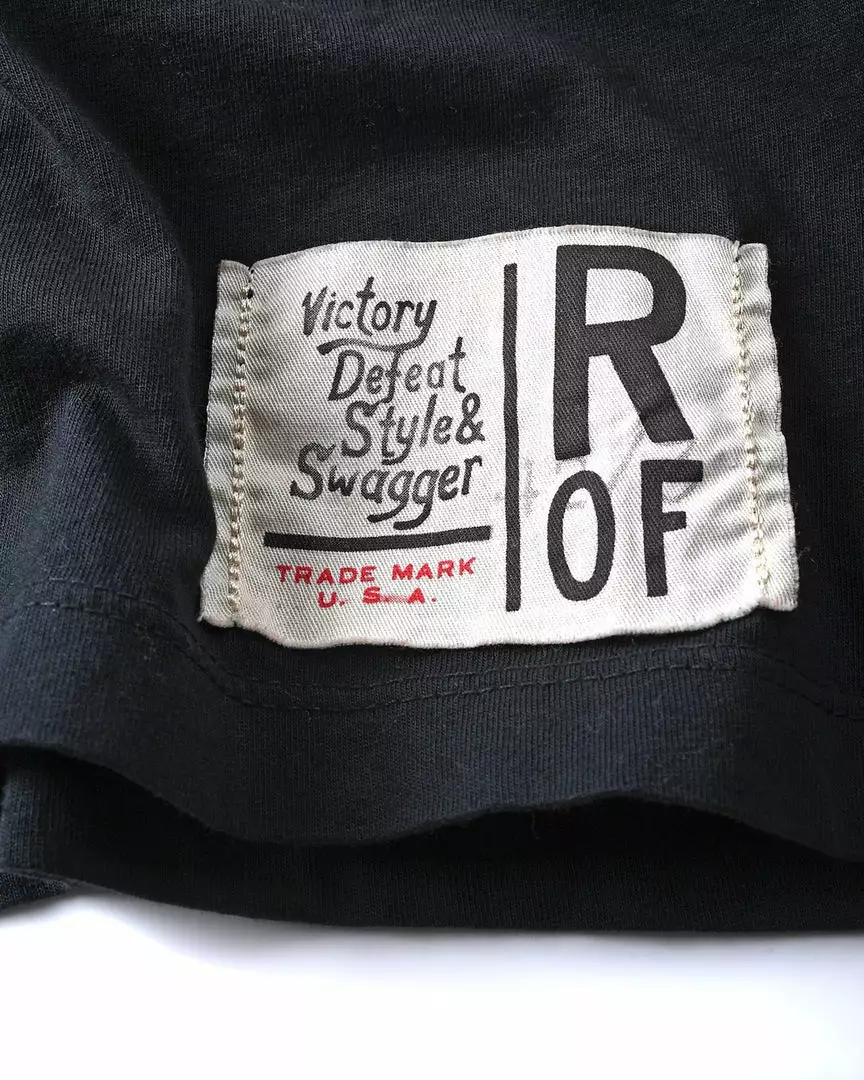 Victory
Defeat
Style &
Swagger
TRADE MARK
U. S. A.
R
OF